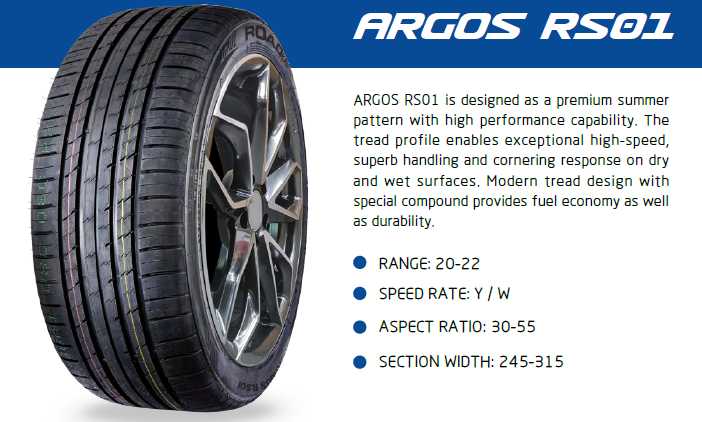 ARGOS RS01
ROAD
ARGOS RS01 is designed as a premium summer
pattern with high performance capability. The
tread profile enables exceptional high-speed,
superb handling and cornering response on dry
and wet surfaces. Modern tread design with
special compound provides fuel economy as well
as durability.
RANGE: 20-22
SPEED RATE: Y / W
ASPECT RATIO: 30-55
SECTION WIDTH: 245-315
RS01